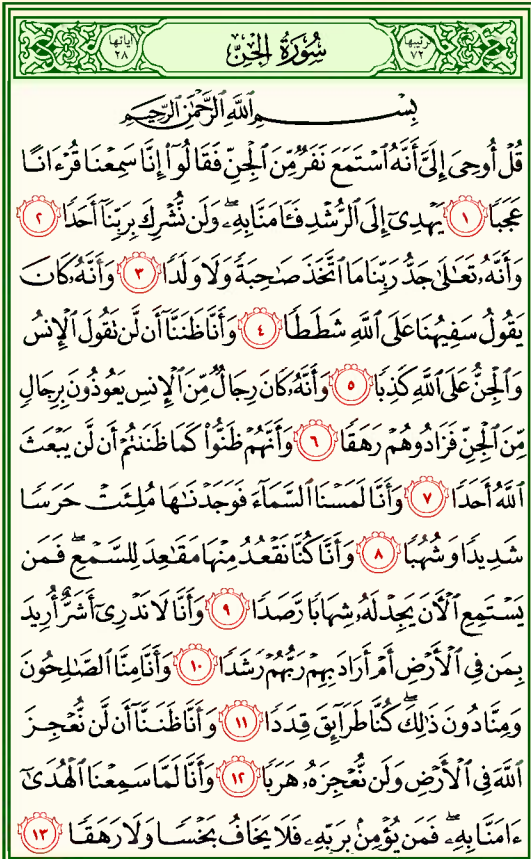 ترتيبها ٧٢ سُورَةُ الجِنِّ آياتها ٢٨
بِسۡمِ ٱللَّهِ ٱلرَّحۡمَٰنِ ٱلرَّحِيمِ
قُلۡ أُوحِيَ إِلَيَّ أَنَّهُ ٱسۡتَمَعَ نَفَرٞ مِّنَ ٱلۡجِنِّ فَقَالُوٓاْ إِنَّا سَمِعۡنَا قُرۡءَانًا
عَجَبٗا ١ يَهۡدِيٓ إِلَى ٱلرُّشۡدِ فَـَٔامَنَّا بِهِۦۖ وَلَن نُّشۡرِكَ بِرَبِّنَآ أَحَدٗا ٢
وَأَنَّهُۥ تَعَٰلَىٰ جَدُّ رَبِّنَا مَا ٱتَّخَذَ صَٰحِبَةٗ وَلَا وَلَدٗا ٣ وَأَنَّهُۥ كَانَ
يَقُولُ سَفِيهُنَا عَلَى ٱللَّهِ شَطَطٗا ٤ وَأَنَّا ظَنَنَّآ أَن لَّن تَقُولَ ٱلۡإِنسُ
وَٱلۡجِنُّ عَلَى ٱللَّهِ كَذِبٗا ٥ وَأَنَّهُۥ كَانَ رِجَالٞ مِّنَ ٱلۡإِنسِ يَعُوذُونَ بِرِجَالٖ
مِّنَ ٱلۡجِنِّ فَزَادُوهُمۡ رَهَقٗا ٦ وَأَنَّهُمۡ ظَنُّواْ كَمَا ظَنَنتُمۡ أَن لَّن يَبۡعَثَ
ٱللَّهُ أَحَدٗا ٧ وَأَنَّا لَمَسۡنَا ٱلسَّمَآءَ فَوَجَدۡنَٰهَا مُلِئَتۡ حَرَسٗا
شَدِيدٗا وَشُهُبٗا ٨ وَأَنَّا كُنَّا نَقۡعُدُ مِنۡهَا مَقَٰعِدَ لِلسَّمۡعِۖ فَمَن
يَسۡتَمِعِ ٱلۡأٓنَ يَجِدۡ لَهُۥ شِهَابٗا رَّصَدٗا ٩ وَأَنَّا لَا نَدۡرِيٓ أَشَرٌّ أُرِيدَ
بِمَن فِي ٱلۡأَرۡضِ أَمۡ أَرَادَ بِهِمۡ رَبُّهُمۡ رَشَدٗا ١٠ وَأَنَّا مِنَّا ٱلصَّٰلِحُونَ
وَمِنَّا دُونَ ذَٰلِكَۖ كُنَّا طَرَآئِقَ قِدَدٗا ١١ وَأَنَّا ظَنَنَّآ أَن لَّن نُّعۡجِزَ
ٱللَّهَ فِي ٱلۡأَرۡضِ وَلَن نُّعۡجِزَهُۥ هَرَبٗا ١٢ وَأَنَّا لَمَّا سَمِعۡنَا ٱلۡهُدَىٰٓ
ءَامَنَّا بِهِۦۖ فَمَن يُؤۡمِنۢ بِرَبِّهِۦ فَلَا يَخَافُ بَخۡسٗا وَلَا رَهَقٗا ١٣